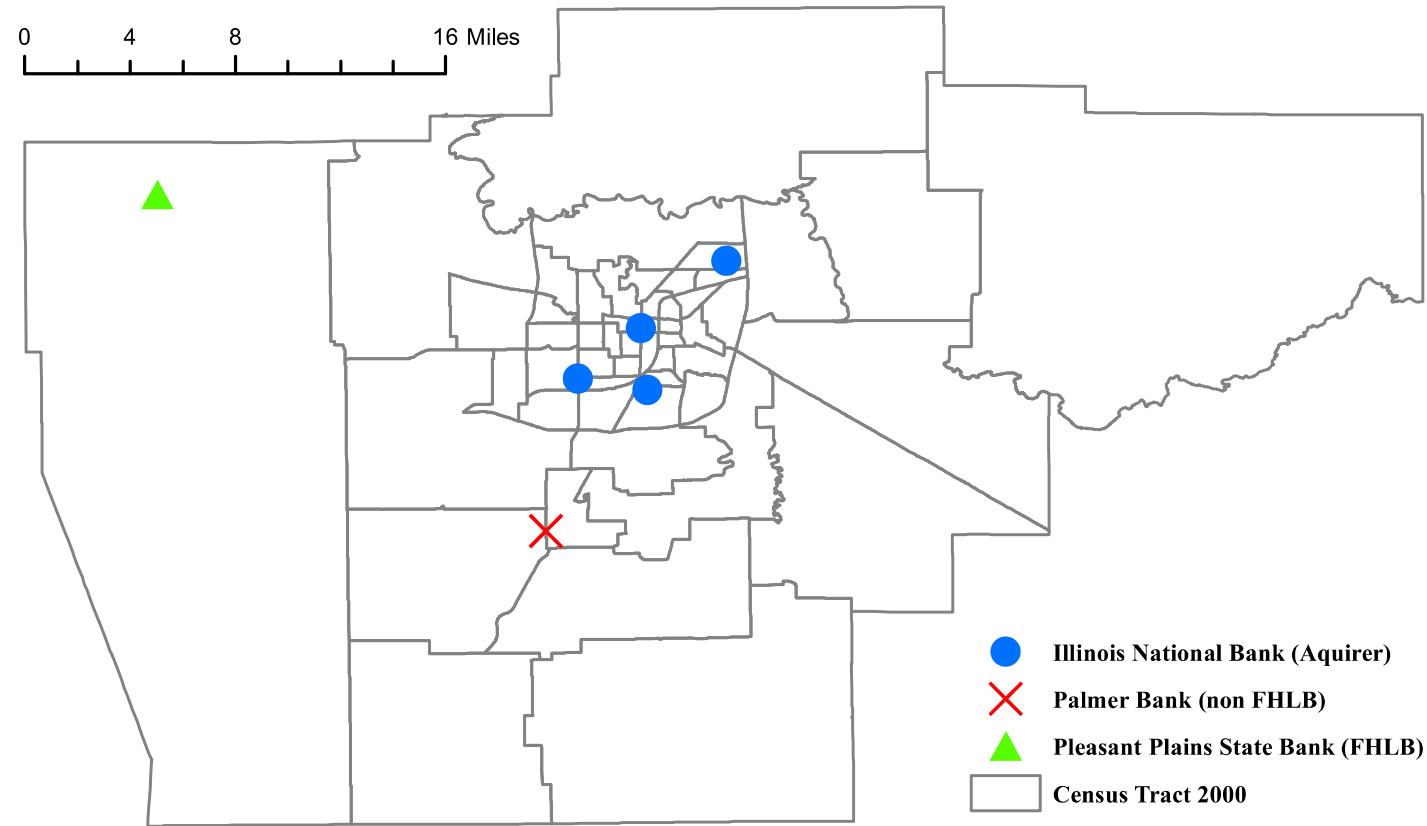 0 4 8 16 Miles
Illinois National Bank (Aquirer)
Palmer Bank (non FHLB)
Pleasant Plains State Bank (FHLB)
Census Tract 2000